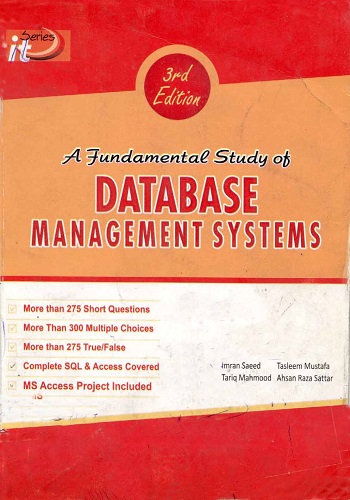 it Series
3rd
Edition
A Fundamental Study of
DATABASE
MANAGEMENT SYSTEMS
More than 275 Short Questions
More Than 300 Multiple Choices
More than 275 True/False
Complete SQL & Access Covered
MS Access Project Included
Imran Saeed Tasleem Mustafa
Tariq Mahmood Ahsan Raza Sattar